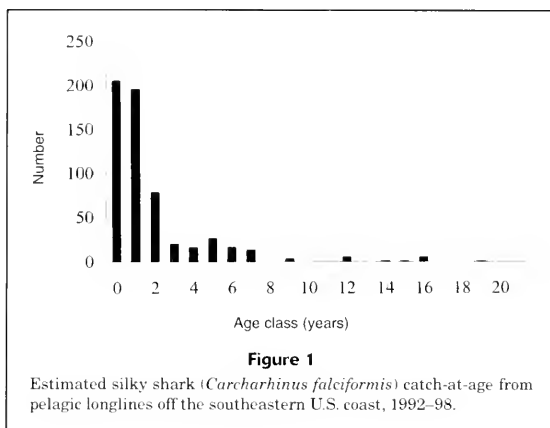 250
200
150
100
50
0
Number
0 2 4 6 8 10 12 14 16 18 20
Age class (years)
Figure 1
Estimated silky shark (Carcharhinus falciformis) catch-at-age from
pelagic longlines off the southeastern U.S. coast, 1992–98.